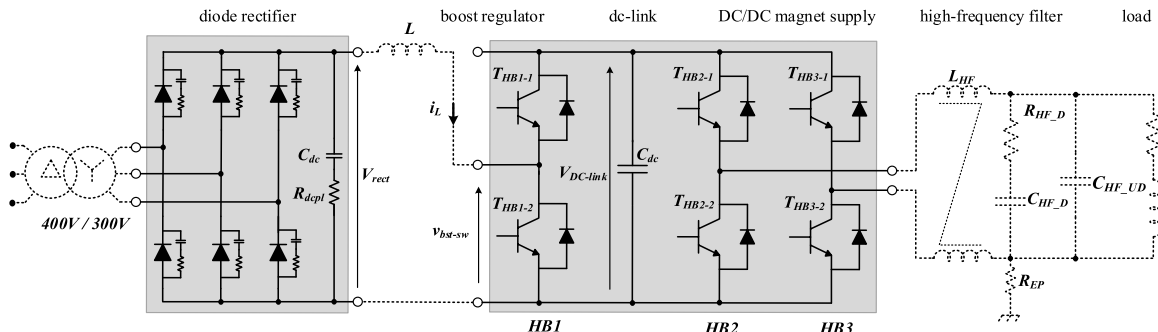 diode rectifier
boost regulator
dc-link
DC/DC magnet supply
high-frequency filter
load
L
T_HB1-1
T_HB2-1
T_HB3-1
L_HF
R_HF_D
i_L
C_dc
R_dcpl
V_rect
V_DC-link
C_dc
C_HF_D
C_HF_UD
400V / 300V
v_bst-sw
T_HB1-2
T_HB2-2
T_HB3-2
R_EP
HB1
HB2
HB3